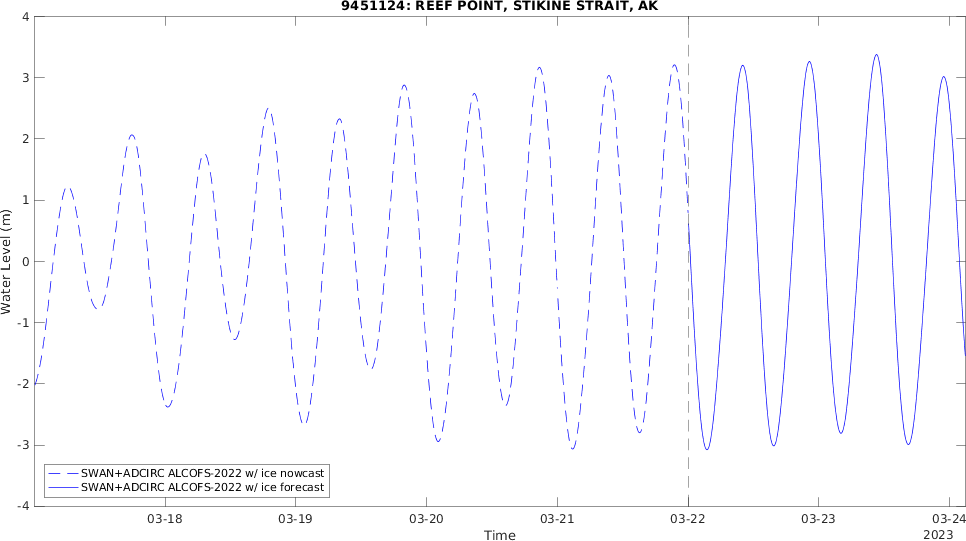 9451124: REEF POINT, STIKINE STRAIT, AK
4
3
2
1
0
-1
-2
-3
-4
Water Level (m)
SWAN+ADCIRC ALCOFS-2022 w/ ice nowcast
SWAN+ADCIRC ALCOFS-2022 w/ ice forecast
03-18 03-19 03-20 03-21 03-22 03-23 03-24
Time
2023